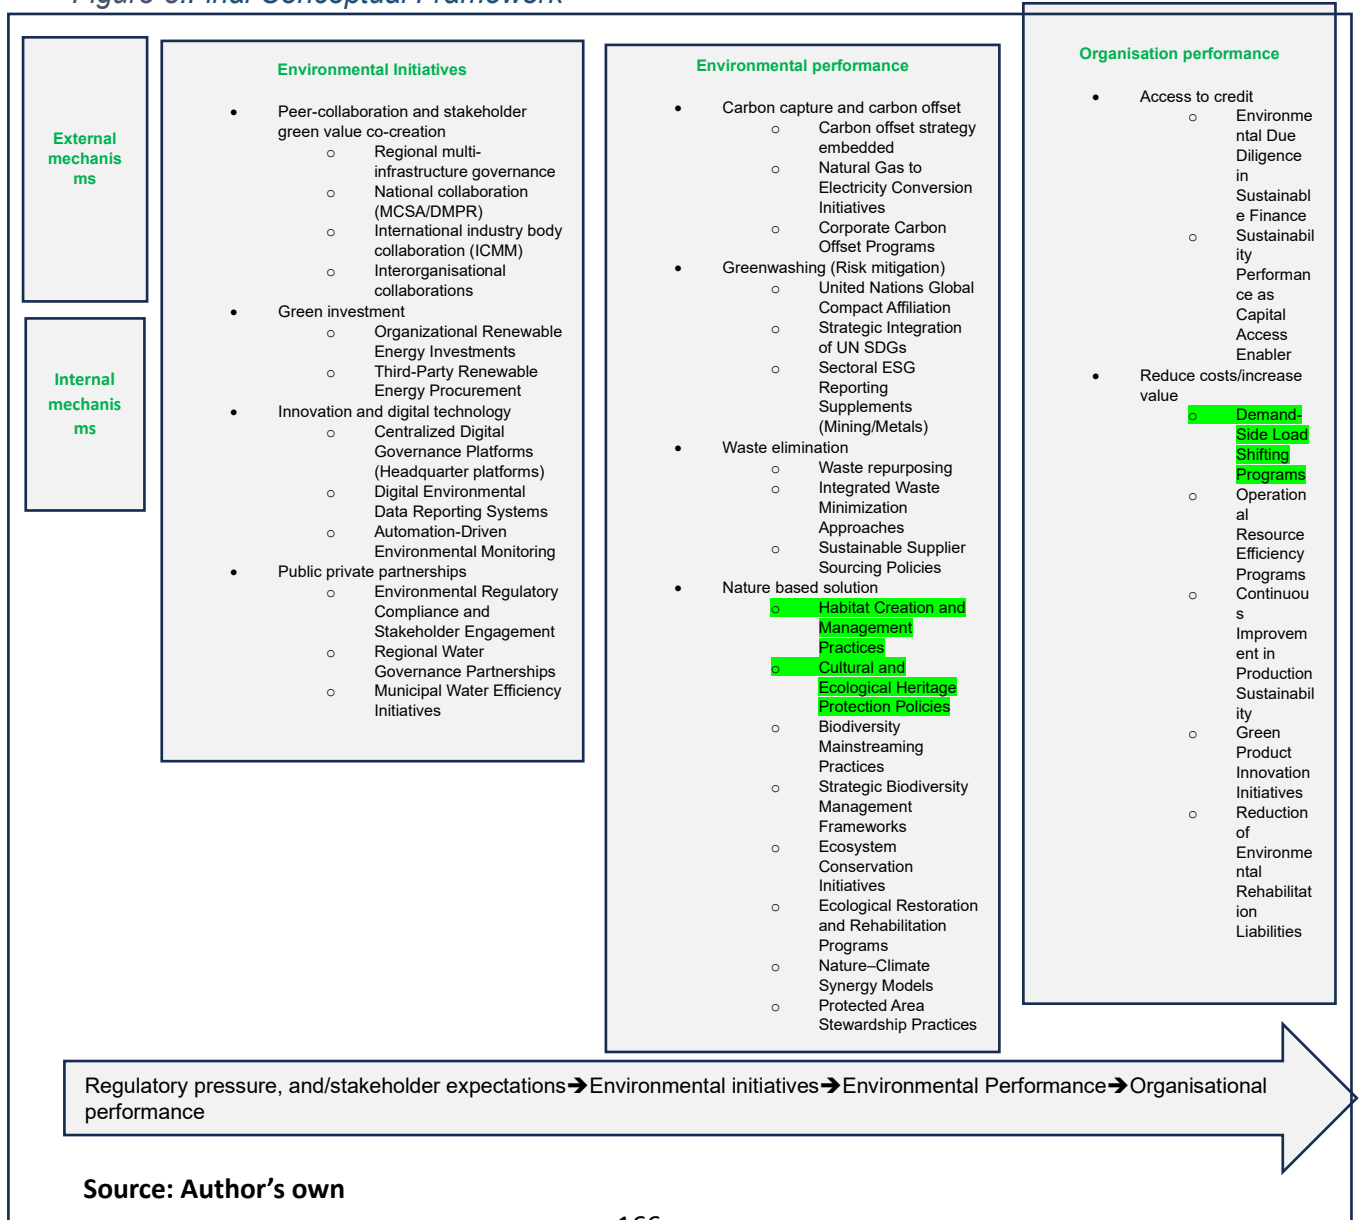 Figure 8.Final Conceptual Framework
External
mechanis
ms
Internal
mechanis
ms
Environmental Initiatives
• Peer-collaboration and stakeholder
green value co-creation
o Regional multi-
infrastructure governance
o National collaboration
(MCSA/DMPR)
o International industry body
collaboration (ICMM)
o Interorganisational
collaborations
• Green investment
o Organizational Renewable
Energy Investments
o Third-Party Renewable
Energy Procurement
• Innovation and digital technology
o Centralized Digital
Governance Platforms
(Headquarter platforms)
o Digital Environmental
Data Reporting Systems
o Automation-Driven
Environmental Monitoring
• Public private partnerships
o Environmental Regulatory
Compliance and
Stakeholder Engagement
o Regional Water
Governance Partnerships
o Municipal Water Efficiency
Initiatives
Environmental performance
• Carbon capture and carbon offset
o Carbon offset strategy
embedded
o Natural Gas to
Electricity Conversion
Initiatives
o Corporate Carbon
Offset Programs
• Greenwashing (Risk mitigation)
o United Nations Global
Compact Affiliation
o Strategic Integration
of UN SDGs
o Sectoral ESG
Reporting
Supplements
(Mining/Metals)
• Waste elimination
o Waste repurposing
o Integrated Waste
Minimization
Approaches
o Sustainable Supplier
Sourcing Policies
• Nature based solution
o Habitat Creation and
Management
Practices
o Cultural and
Ecological Heritage
Protection Policies
o Biodiversity
Mainstreaming
Practices
o Strategic Biodiversity
Management
Frameworks
o Ecosystem
Conservation
Initiatives
o Ecological Restoration
and Rehabilitation
Programs
o Nature–Climate
Synergy Models
o Protected Area
Stewardship Practices
Organisation performance
• Access to credit
o Environme
ntal Due
Diligence
in
Sustainabl
e Finance
o Sustainabil
ity
Performan
ce as
Capital
Access
Enabler
• Reduce costs/increase
value
o Demand-
Side Load
Shifting
Programs
o Operation
al
Resource
Efficiency
Programs
o Continuou
s
Improvem
ent in
Production
Sustainabil
ity
o Green
Product
Innovation
Initiatives
o Reduction
of
Environme
ntal
Rehabilitat
ion
Liabilities
Regulatory pressure, and/stakeholder expectations➔Environmental initiatives➔Environmental Performance➔Organisational
performance
Source: Author's own
166